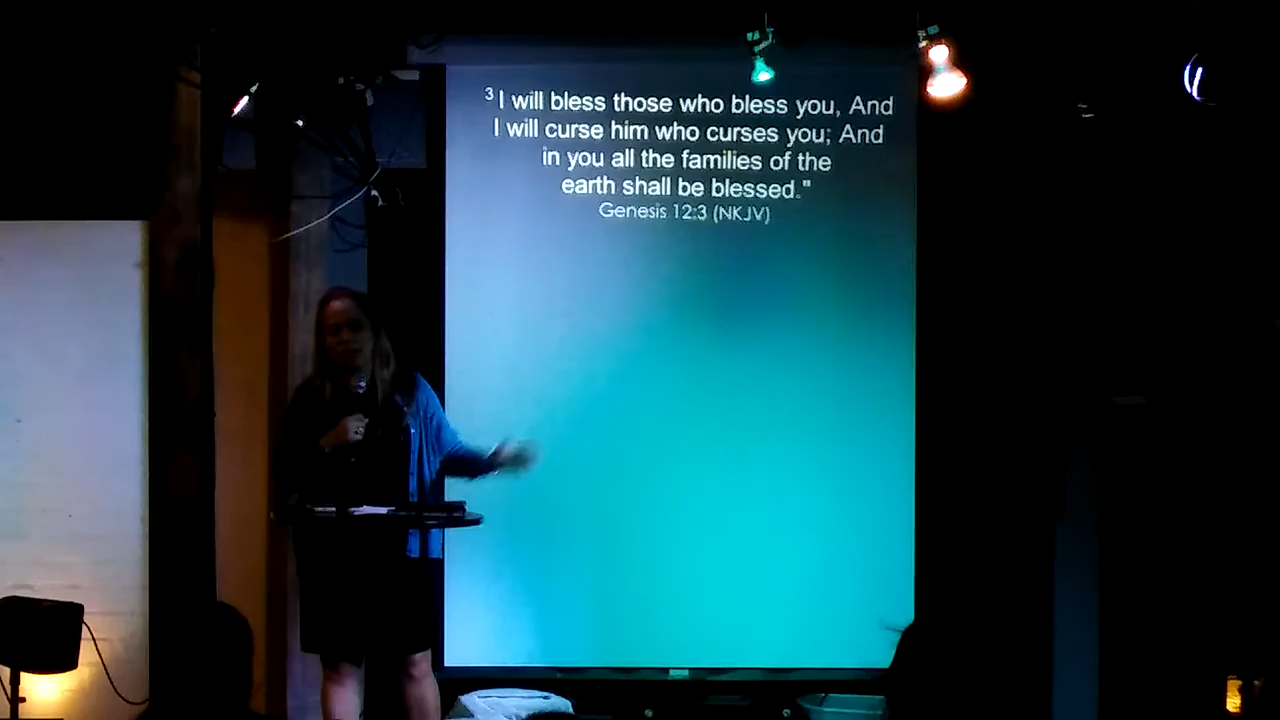 3 I will bless those who bless you, And
I will curse him who curses you; And
in you all the families of the
earth shall be blessed."
Genesis 12:3 (NKJV)